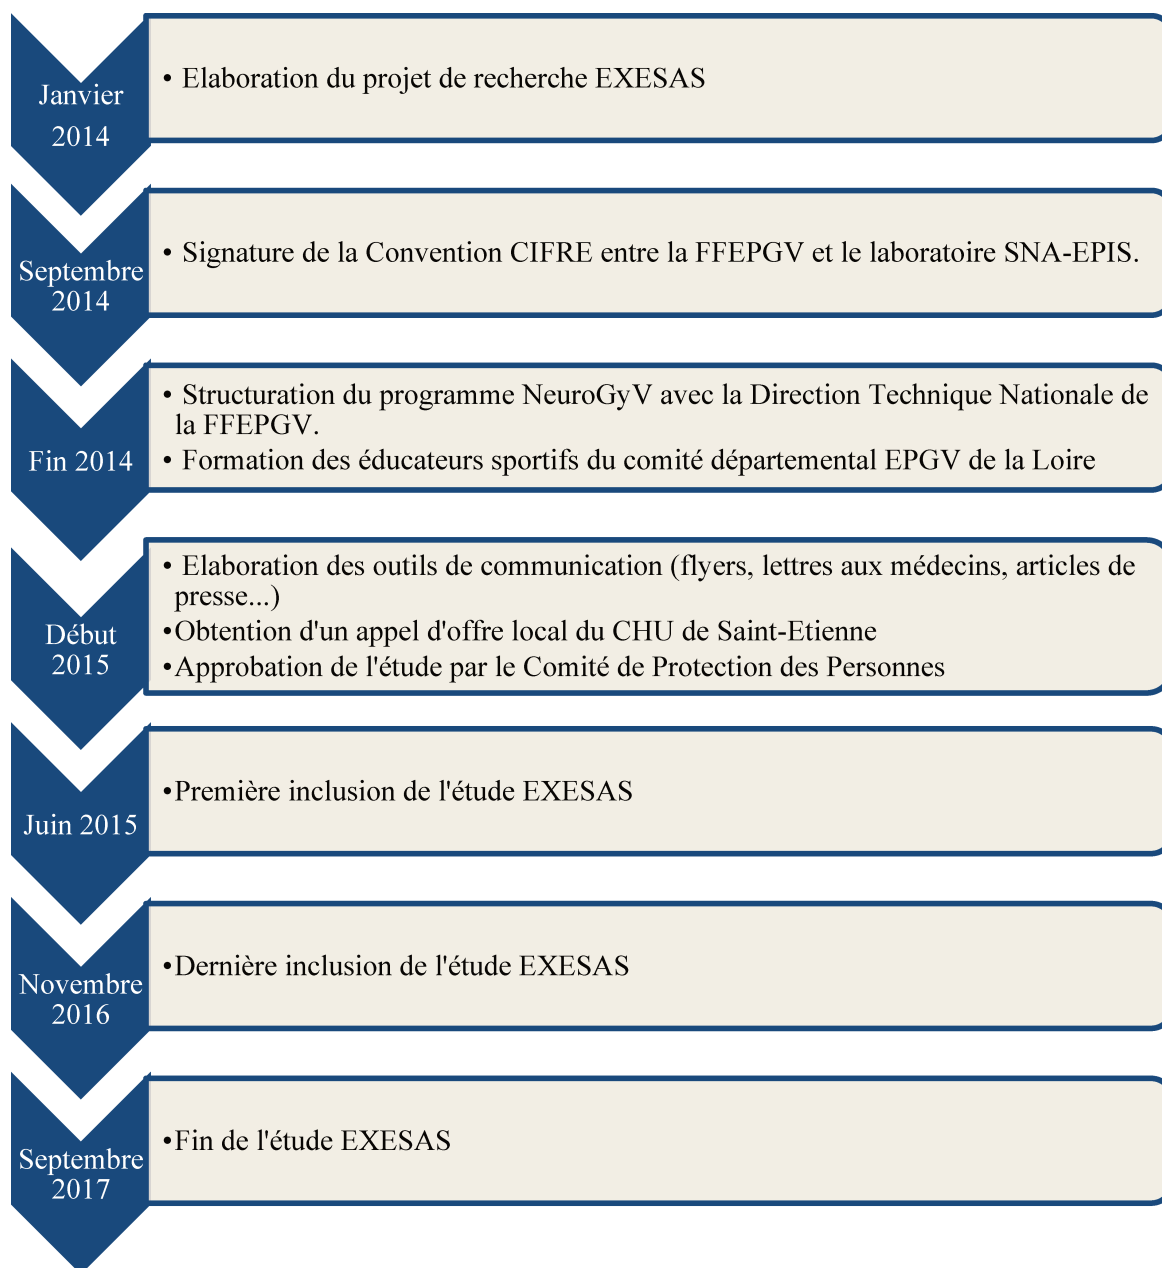 Janvier
2014
• Elaboration du projet de recherche EXESAS
Septembre
2014
• Signature de la Convention CIFRE entre la FFEPGV et le laboratoire SNA-EPIS.
Fin 2014
• Structuration du programme NeuroGyV avec la Direction Technique Nationale de
la FFEPGV.
• Formation des éducateurs sportifs du comité départemental EPGV de la Loire
Début
2015
• Elaboration des outils de communication (flyers, lettres aux médecins, articles de
presse...)
•Obtention d'un appel d'offre local du CHU de Saint-Etienne
•Approbation de l'étude par le Comité de Protection des Personnes
Juin 2015
•Première inclusion de l'étude EXESAS
Novembre
2016
•Dernière inclusion de l'étude EXESAS
Septembre
2017
•Fin de l'étude EXESAS